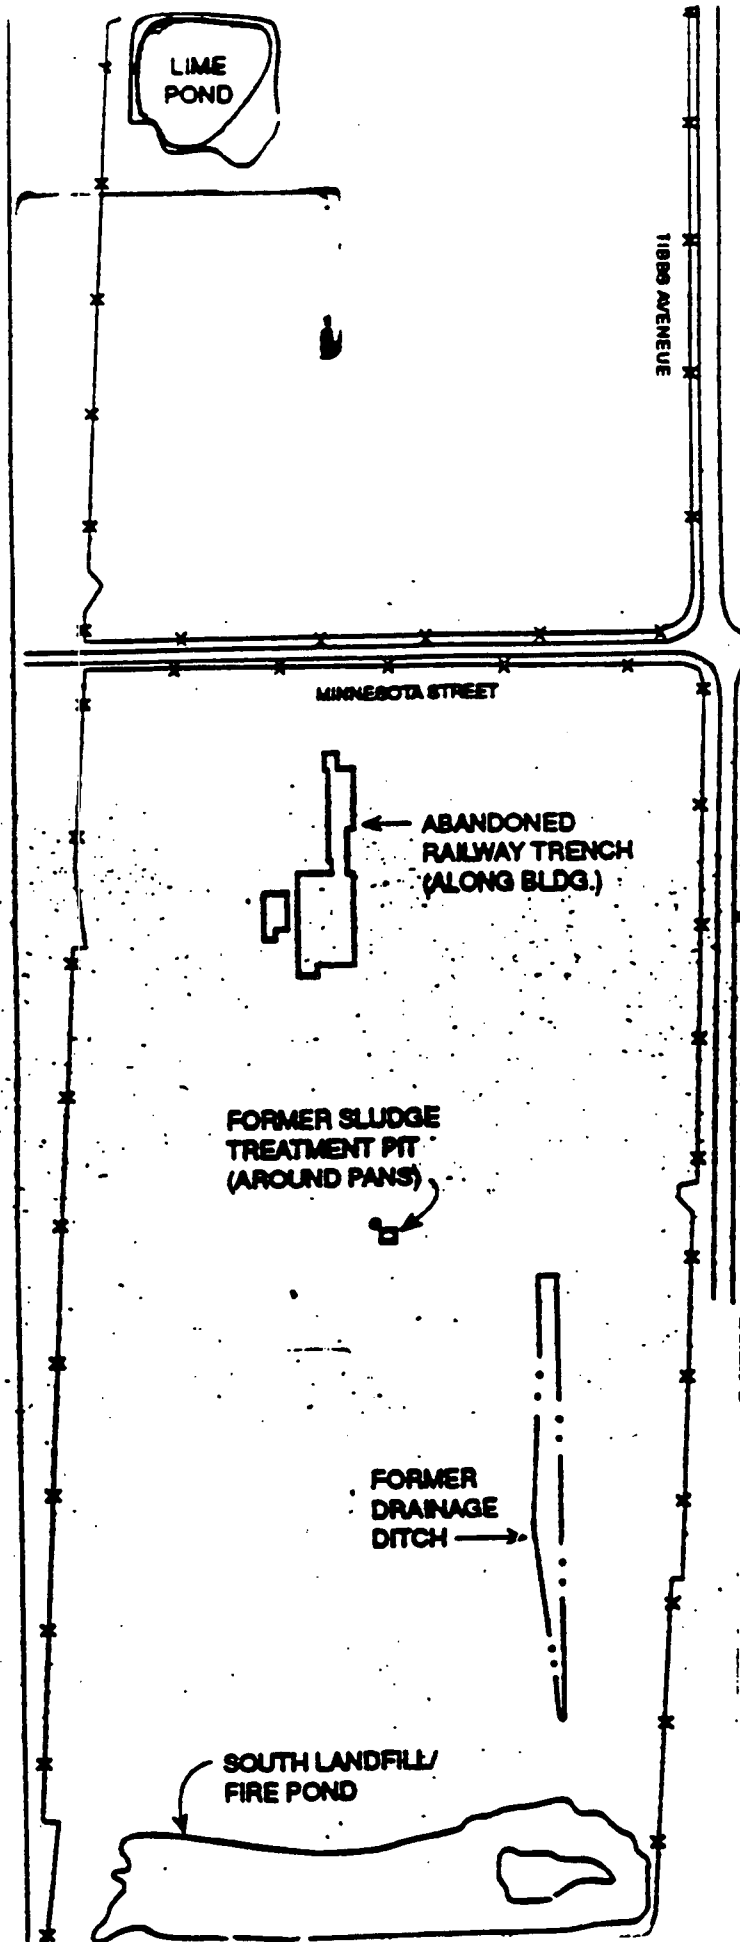 LIME
POND
TIBBS AVENEUE
MINNESOTA STREET
ABANDONED
RAILWAY TRENCH
(ALONG BLDG.)
FORMER SLUDGE
TREATMENT PIT
(AROUND PANS)
FORMER
DRAINAGE
DITCH
SOUTH LANDFILL/
FIRE POND